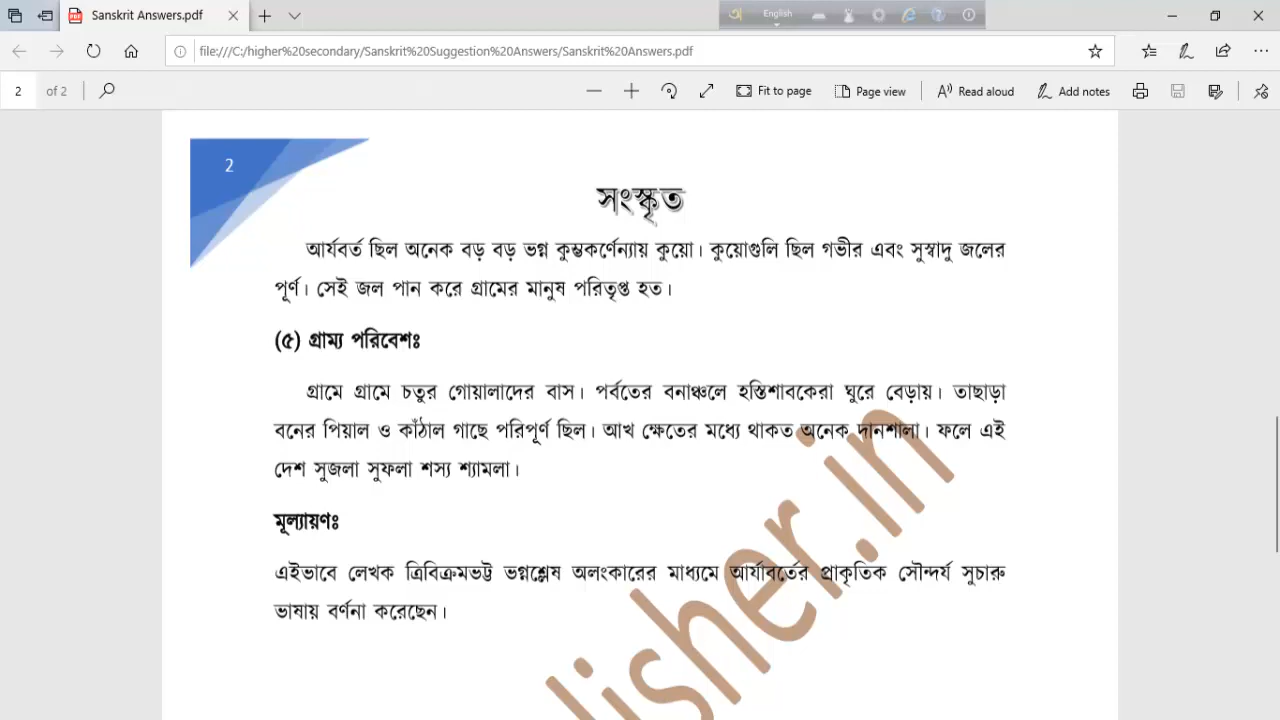 Sanskrit Answers.pdf
English
file:///C:/higher%20secondary/Sanskrit%20Suggestion%20Answers/Sanskrit%20Answers.pdf
2 of 2 Fit to page Page view Read aloud Add notes
2
সংস্কৃত
আর্যবর্ত ছিল অনেক বড় বড় ভগ্ন কুম্ভকর্ণেন্যায় কুয়ো। কুয়োগুলি ছিল গভীর এবং সুস্বাদু জলের
পূর্ণ। সেই জল পান করে গ্রামের মানুষ পরিতৃপ্ত হত।
(৫) গ্রাম্য পরিবেশঃ
গ্রামে গ্রামে চতুর গোয়ালাদের বাস। পর্বতের বনাঞ্চলে হস্তিশাবকেরা ঘুরে বেড়ায়। তাছাড়া
বনের পিয়াল ও কাঁঠাল গাছে পরিপূর্ণ ছিল। আখ ক্ষেতের মধ্যে থাকত অনেক দানশালা। ফলে এই
দেশ সুজলা সুফলা শস্য শ্যামলা।
মূল্যায়ণঃ
এইভাবে লেখক ত্রিবিক্রমভট্ট ভগ্নশ্লেষ অলংকারের মাধ্যমে আর্যাবর্তের প্রাকৃতিক সৌন্দর্য সুচারু
ভাষায় বর্ণনা করেছেন।
lisher.in